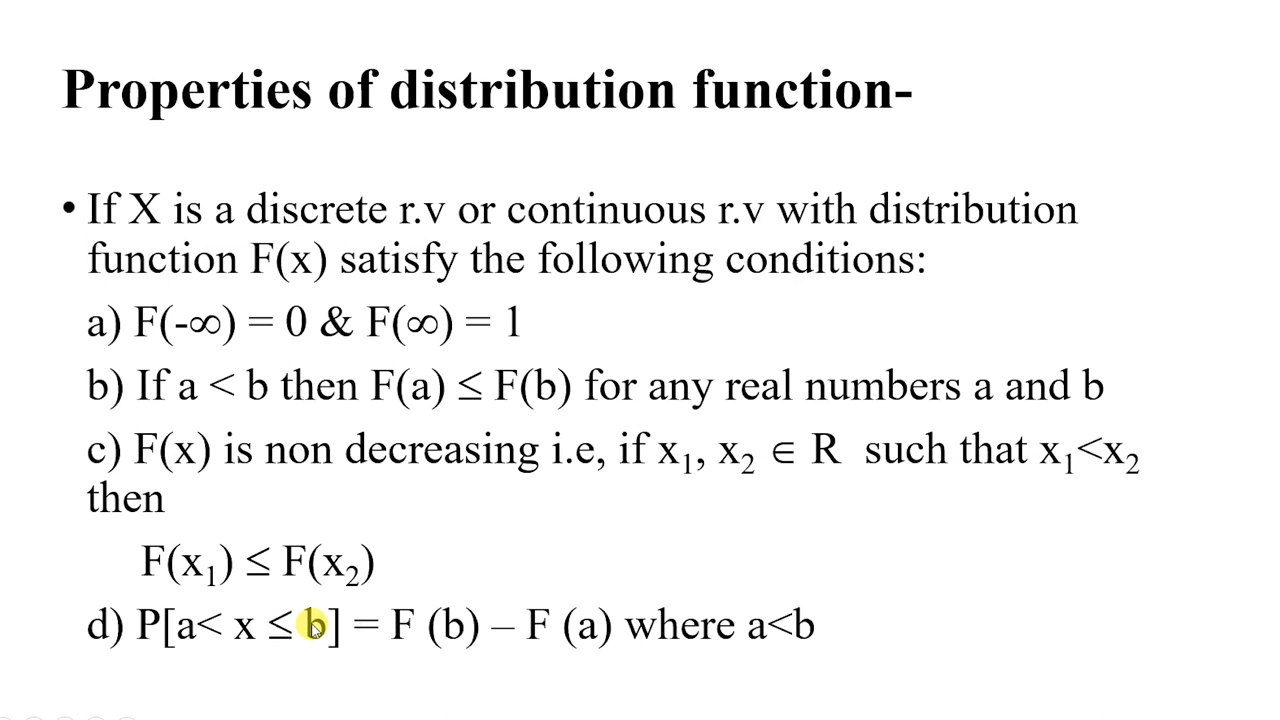 Properties of distribution function-
• If X is a discrete r.v or continuous r.v with distribution
function F(x) satisfy the following conditions:
a) F(-∞) = 0 & F(∞) = 1
b) If a < b then F(a) ≤ F(b) for any real numbers a and b
c) F(x) is non decreasing i.e, if x₁, x₂ ∈ R such that x₁<x₂
then
F(x₁) ≤ F(x₂)
d) P[a< x ≤ b] = F (b) – F (a) where a<b